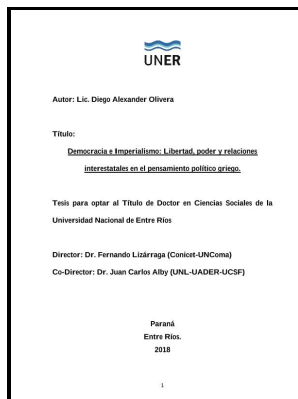 UNER
Autor: Lic. Diego Alexander Olivera
Título:
Democracia e Imperialismo: Libertad, poder y relaciones
interestatales en el pensamiento político griego.
Tesis para optar al Título de Doctor en Ciencias Sociales de la
Universidad Nacional de Entre Ríos
Director: Dr. Fernando Lizárraga (Conicet-UNComa)
Co-Director: Dr. Juan Carlos Alby (UNL-UADER-UCSF)
Paraná
Entre Ríos.
2018
1